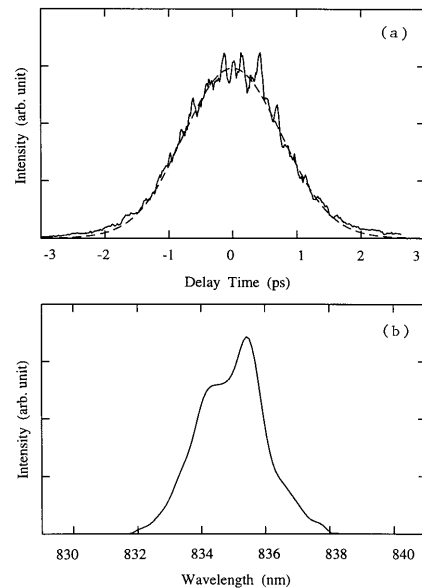 (a)
Intensity (arb. unit)
-3 -2 -1 0 1 2 3
Delay Time (ps)
(b)
Intensity (arb. unit)
830 832 834 836 838 840
Wavelength (nm)